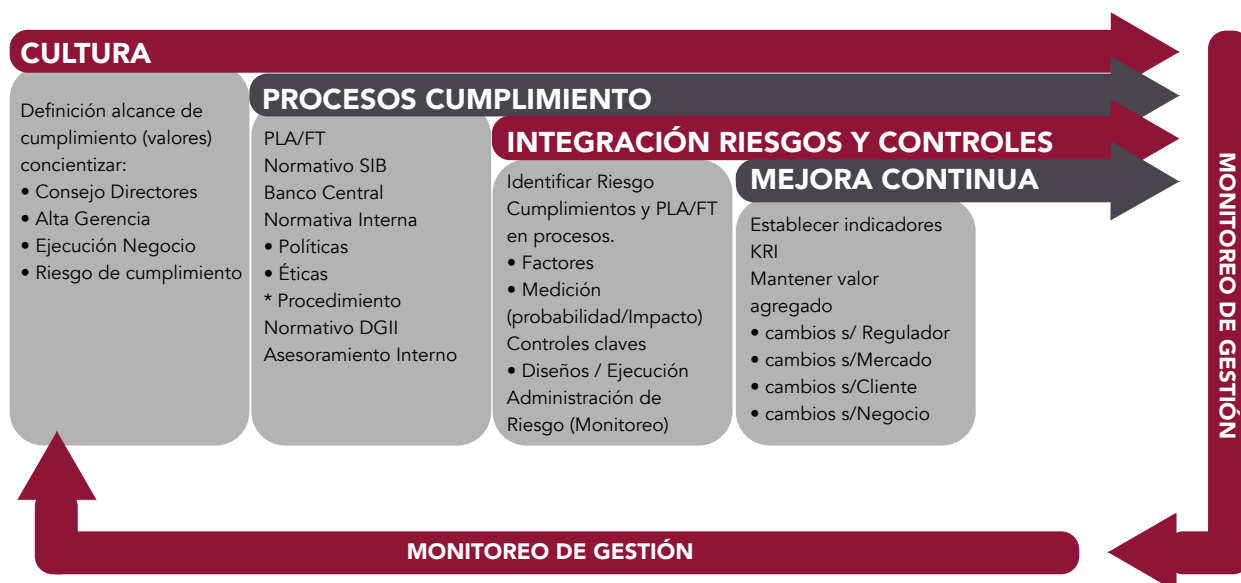 CULTURA
Definición alcance de
cumplimiento (valores)
concientizar:
• Consejo Directores
• Alta Gerencia
• Ejecución Negocio
• Riesgo de cumplimiento
PROCESOS CUMPLIMIENTO
PLA/FT
Normativo SIB
Banco Central
Normativa Interna
• Políticas
• Éticas
* Procedimiento
Normativo DGII
Asesoramiento Interno
INTEGRACIÓN RIESGOS Y CONTROLES
Identificar Riesgo
Cumplimientos y PLA/FT
en procesos.
• Factores
• Medición
(probabilidad/Impacto)
Controles claves
• Diseños / Ejecución
Administración de
Riesgo (Monitoreo)
MEJORA CONTINUA
Establecer indicadores
KRI
Mantener valor
agregado
• cambios s/ Regulador
• cambios s/Mercado
• cambios s/Cliente
• cambios s/Negocio
MONITOREO DE GESTIÓN
MONITOREO DE GESTIÓN